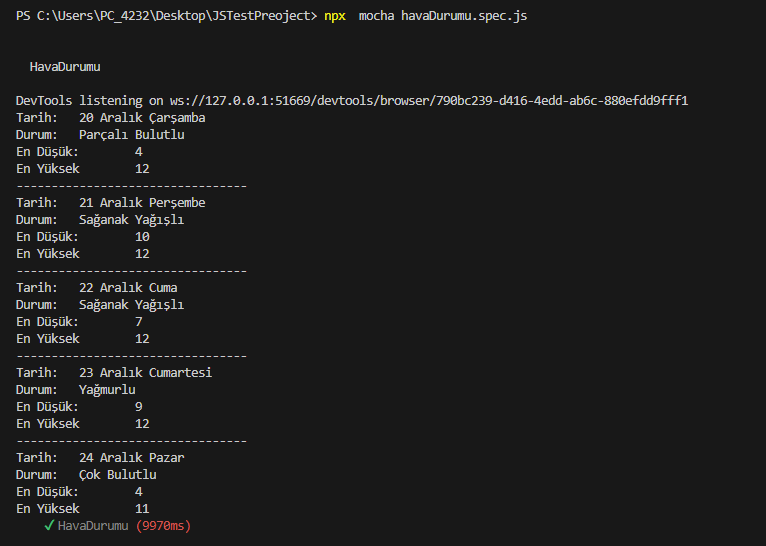 PS C:\Users\PC_4232\Desktop\JSTestPreoject> npx  mocha havaDurumu.spec.js
HavaDurumu
DevTools listening on ws://127.0.0.1:51669/devtools/browser/790bc239-d416-4edd-ab6c-880efdd9fff1
Tarih:   20 Aralık Çarşamba
Durum:   Parçalı Bulutlu
En Düşük:        4
En Yüksek        12
---------------------------------
Tarih:   21 Aralık Perşembe
Durum:   Sağanak Yağışlı
En Düşük:        10
En Yüksek        12
---------------------------------
Tarih:   22 Aralık Cuma
Durum:   Sağanak Yağışlı
En Düşük:        7
En Yüksek        12
---------------------------------
Tarih:   23 Aralık Cumartesi
Durum:   Yağmurlu
En Düşük:        9
En Yüksek        12
---------------------------------
Tarih:   24 Aralık Pazar
Durum:   Çok Bulutlu
En Düşük:        4
En Yüksek        11
✔ HavaDurumu (9970ms)